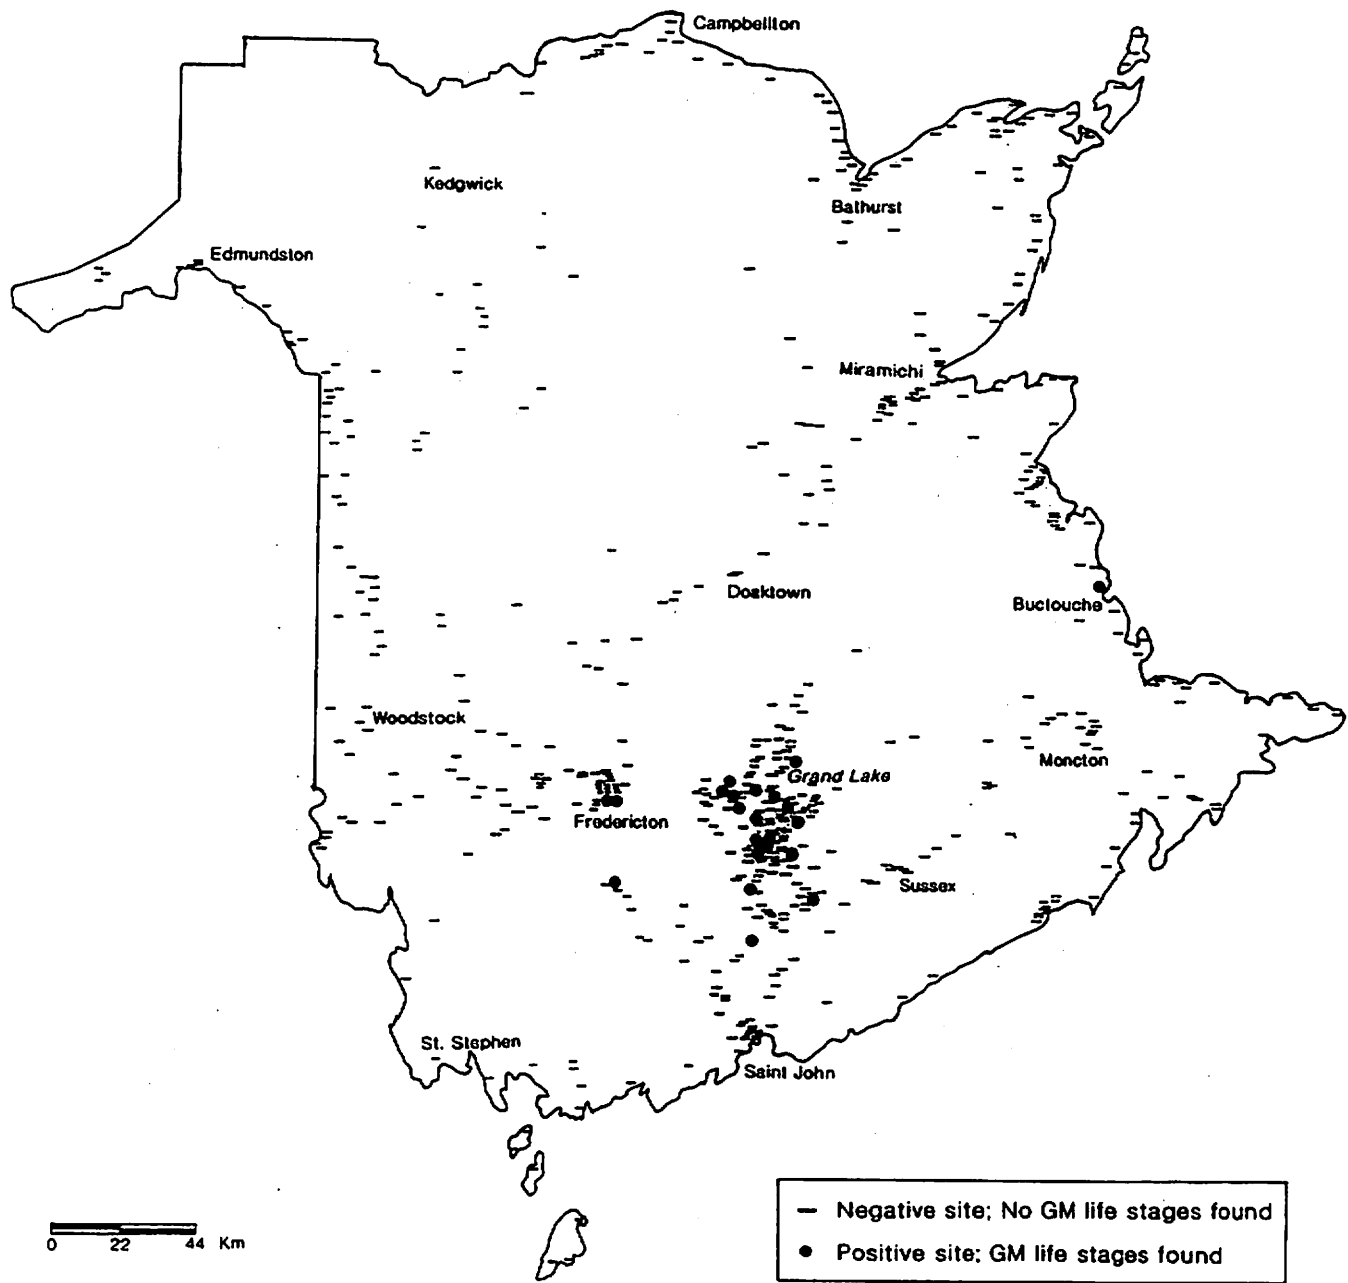 Campbellton
Kedgwick
Bathurst
Edmundston
Miramichi
Doaktown
Buctouche
Woodstock
Moncton
Grand Lake
Fredericton
Sussex
St. Stephen
Saint John
0 22 44 Km
– Negative site; No GM life stages found
● Positive site; GM life stages found